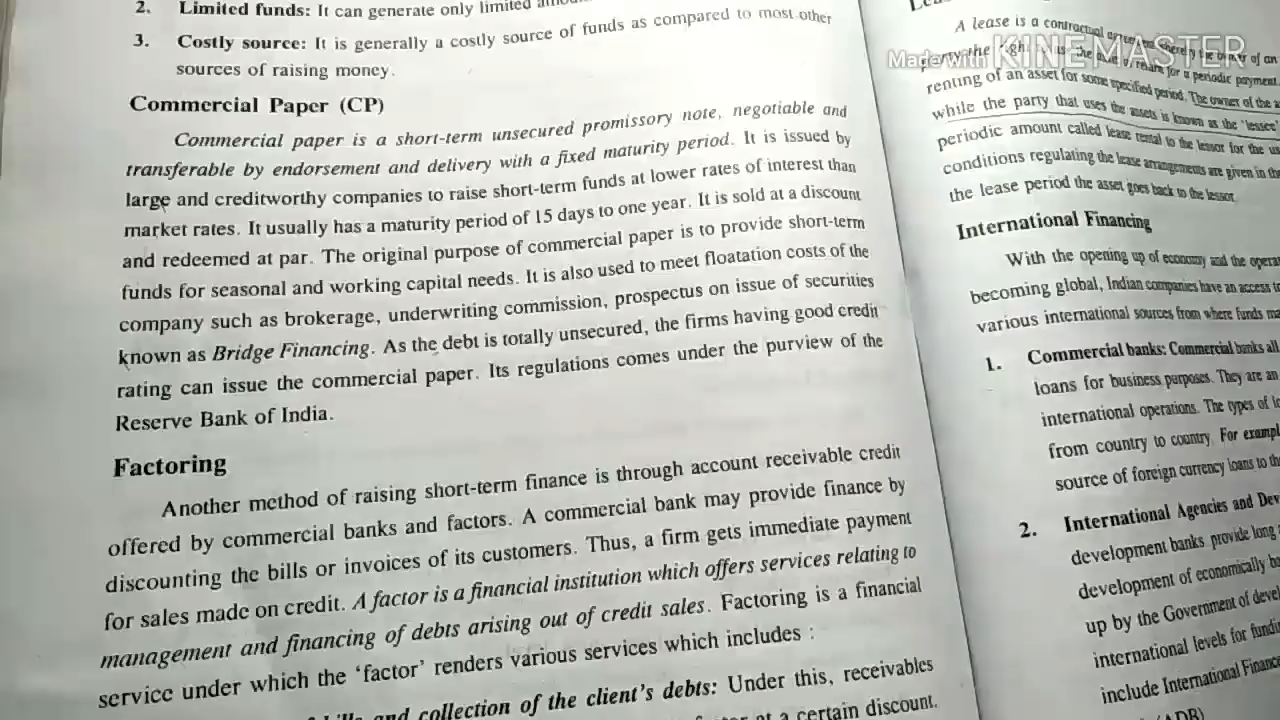 2. Limited funds: It can generate only limited
3. Costly source: It is generally a costly source of funds as compared to most other
sources of raising money.
Commercial Paper (CP)
Commercial paper is a short-term unsecured promissory note, negotiable and
transferable by endorsement and delivery with a fixed maturity period. It is issued by
large and creditworthy companies to raise short-term funds at lower rates of interest than
market rates. It usually has a maturity period of 15 days to one year. It is sold at a discount
and redeemed at par. The original purpose of commercial paper is to provide short-term
funds for seasonal and working capital needs. It is also used to meet floatation costs of the
company such as brokerage, underwriting commission, prospectus on issue of securities
known as Bridge Financing. As the debt is totally unsecured, the firms having good credit
rating can issue the commercial paper. Its regulations comes under the purview of the
Reserve Bank of India.
Factoring
Another method of raising short-term finance is through account receivable credit
offered by commercial banks and factors. A commercial bank may provide finance by
discounting the bills or invoices of its customers. Thus, a firm gets immediate payment
for sales made on credit. A factor is a financial institution which offers services relating to
management and financing of debts arising out of credit sales. Factoring is a financial
service under which the ‘factor’ renders various services which includes :
and collection of the client's debts: Under this, receivables
at a certain discount.
A lease is a contractual whereby the of an
party the for a periodic payment.
renting of an asset for some specified period. The owner of the
while the party that uses the assets is known as the ‘lessee’
periodic amount called lease rental to the lessor for the
conditions regulating the lease arrangements are given in the
the lease period the asset goes back to the lessor.
International Financing
With the opening up of economy and the
becoming global, Indian companies have an access
various international sources from where funds
1. Commercial banks: Commercial banks all
loans for business purposes. They are an
international operations. The types of
from country to country. For
source of foreign currency loans to
2. International Agencies and
development banks provide long
development of economically
up by the Government of
international levels for
include International
(ADB)
Made with KINEMASTER